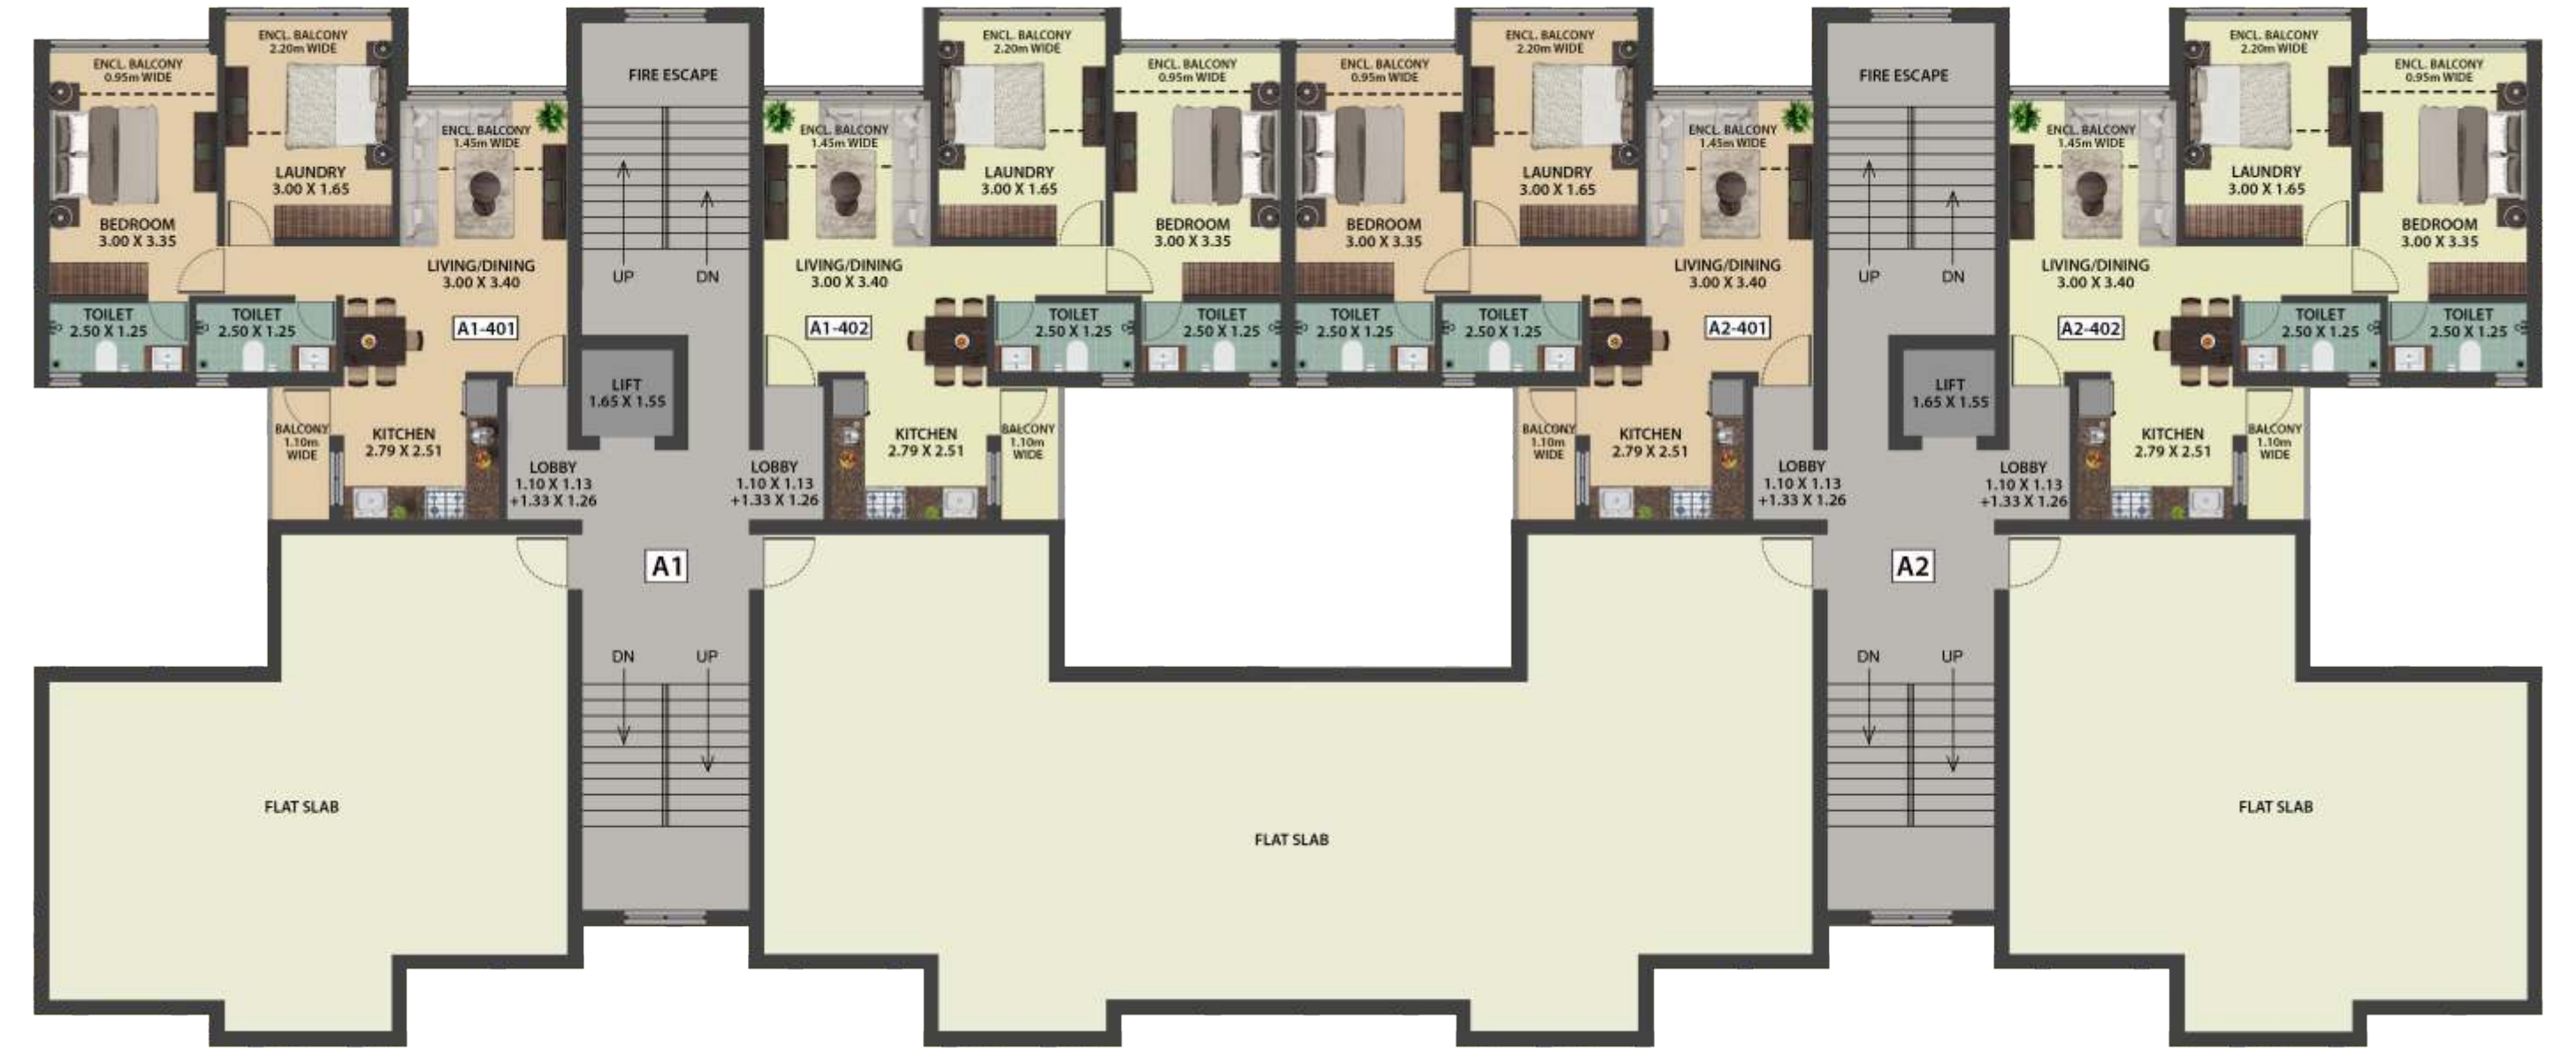 ENCL. BALCONY
0.95m WIDE
BEDROOM
3.00 X 3.35
ENCL. BALCONY
2.20m WIDE
LAUNDRY
3.00 X 1.65
ENCL. BALCONY
1.45m WIDE
LIVING/DINING
3.00 X 3.40
TOILET
2.50 X 1.25
TOILET
2.50 X 1.25
A1-401
BALCONY
1.10m
WIDE
KITCHEN
2.79 X 2.51
LOBBY
1.10 X 1.13
+1.33 X 1.26
FIRE ESCAPE
UP
DN
LIFT
1.65 X 1.55
A1
DN
UP
ENCL. BALCONY
1.45m WIDE
LIVING/DINING
3.00 X 3.40
A1-402
ENCL. BALCONY
2.20m WIDE
LAUNDRY
3.00 X 1.65
ENCL. BALCONY
0.95m WIDE
BEDROOM
3.00 X 3.35
TOILET
2.50 X 1.25
TOILET
2.50 X 1.25
LOBBY
1.10 X 1.13
+1.33 X 1.26
KITCHEN
2.79 X 2.51
BALCONY
1.10m
WIDE
ENCL. BALCONY
0.95m WIDE
BEDROOM
3.00 X 3.35
ENCL. BALCONY
2.20m WIDE
LAUNDRY
3.00 X 1.65
ENCL. BALCONY
1.45m WIDE
LIVING/DINING
3.00 X 3.40
TOILET
2.50 X 1.25
TOILET
2.50 X 1.25
A2-401
BALCONY
1.10m
WIDE
KITCHEN
2.79 X 2.51
LOBBY
1.10 X 1.13
+1.33 X 1.26
FIRE ESCAPE
UP
DN
LIFT
1.65 X 1.55
A2
DN
UP
ENCL. BALCONY
1.45m WIDE
LIVING/DINING
3.00 X 3.40
A2-402
ENCL. BALCONY
2.20m WIDE
LAUNDRY
3.00 X 1.65
ENCL. BALCONY
0.95m WIDE
BEDROOM
3.00 X 3.35
TOILET
2.50 X 1.25
TOILET
2.50 X 1.25
LOBBY
1.10 X 1.13
+1.33 X 1.26
KITCHEN
2.79 X 2.51
BALCONY
1.10m
WIDE
FLAT SLAB
FLAT SLAB
FLAT SLAB